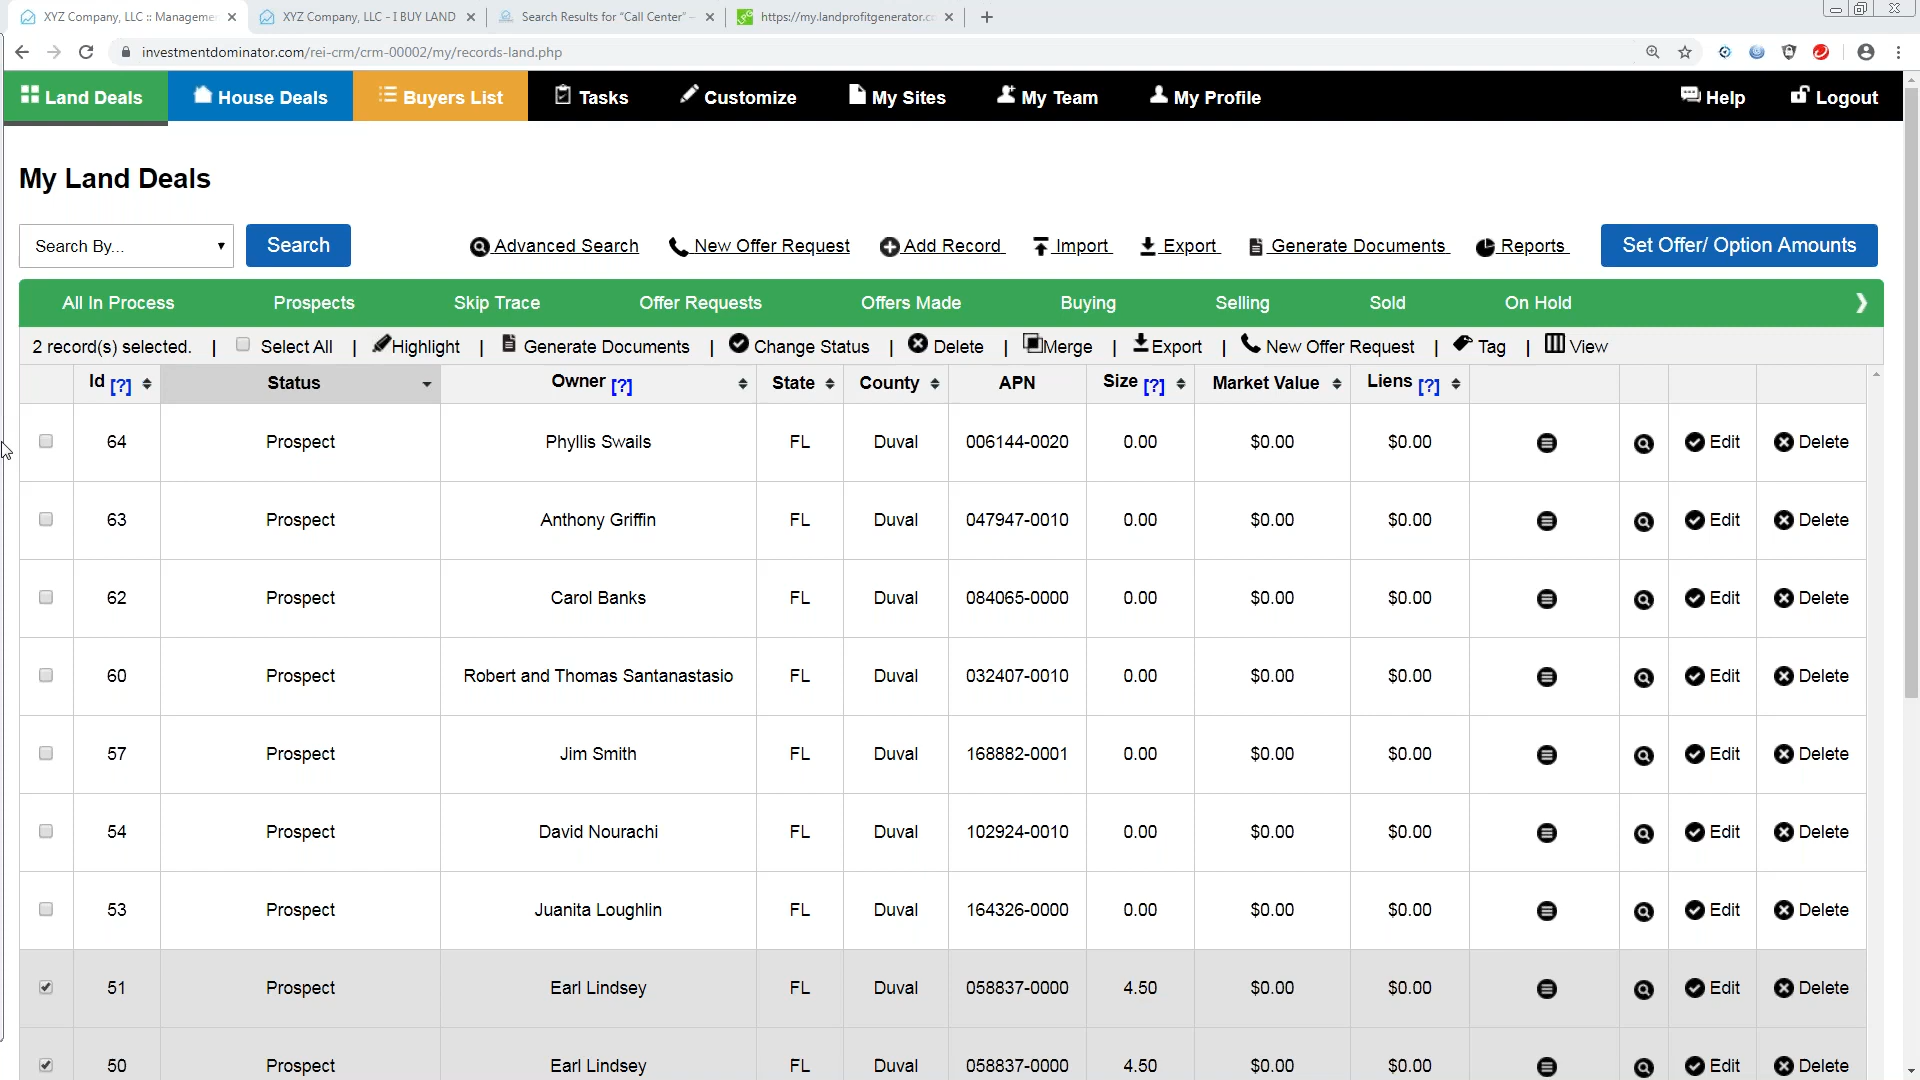 XYZ Company, LLC :: Managemen
XYZ Company, LLC - I BUY LAND
Search Results for "Call Center" -
https://my.landprofitgenerator.c
investmentdominator.com/rei-crm/crm-00002/my/records-land.php
Land Deals House Deals Buyers List Tasks Customize My Sites My Team My Profile Help Logout
My Land Deals
Search By... Search Advanced Search New Offer Request Add Record Import Export Generate Documents Reports Set Offer/ Option Amounts
All In Process Prospects Skip Trace Offer Requests Offers Made Buying Selling Sold On Hold ❯
2 record(s) selected. | Select All | Highlight | Generate Documents | Change Status | Delete | Merge | Export | New Offer Request | Tag | View
Id [?] Status Owner [?] State County APN Size [?] Market Value Liens [?]
64 Prospect Phyllis Swails FL Duval 006144-0020 0.00 $0.00 $0.00 Edit Delete
63 Prospect Anthony Griffin FL Duval 047947-0010 0.00 $0.00 $0.00 Edit Delete
62 Prospect Carol Banks FL Duval 084065-0000 0.00 $0.00 $0.00 Edit Delete
60 Prospect Robert and Thomas Santanastasio FL Duval 032407-0010 0.00 $0.00 $0.00 Edit Delete
57 Prospect Jim Smith FL Duval 168882-0001 0.00 $0.00 $0.00 Edit Delete
54 Prospect David Nourachi FL Duval 102924-0010 0.00 $0.00 $0.00 Edit Delete
53 Prospect Juanita Loughlin FL Duval 164326-0000 0.00 $0.00 $0.00 Edit Delete
51 Prospect Earl Lindsey FL Duval 058837-0000 4.50 $0.00 $0.00 Edit Delete
50 Prospect Earl Lindsey FL Duval 058837-0000 4.50 $0.00 $0.00 Edit Delete